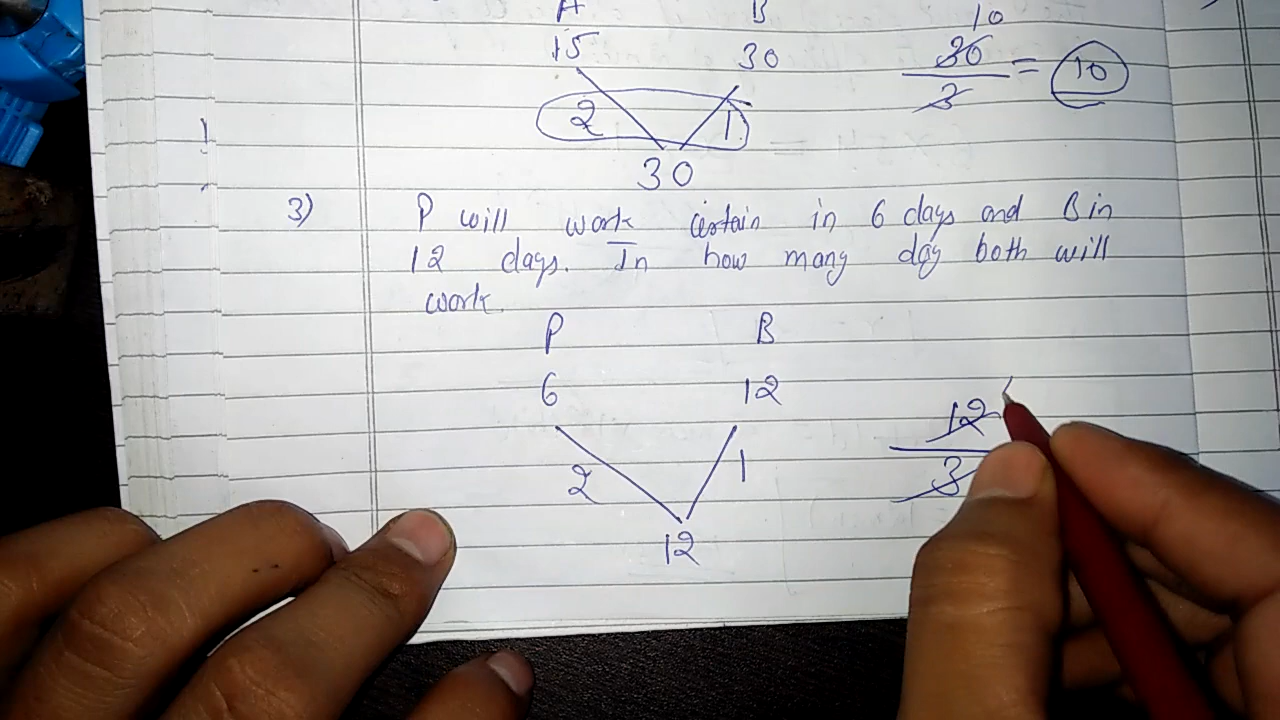 A B
15 30 10
30/3 = 10
2 1
30
3) P will work certain in 6 days and B in
12 days. In how many day both will
work.
P B
6 12
12/3
2 1
12